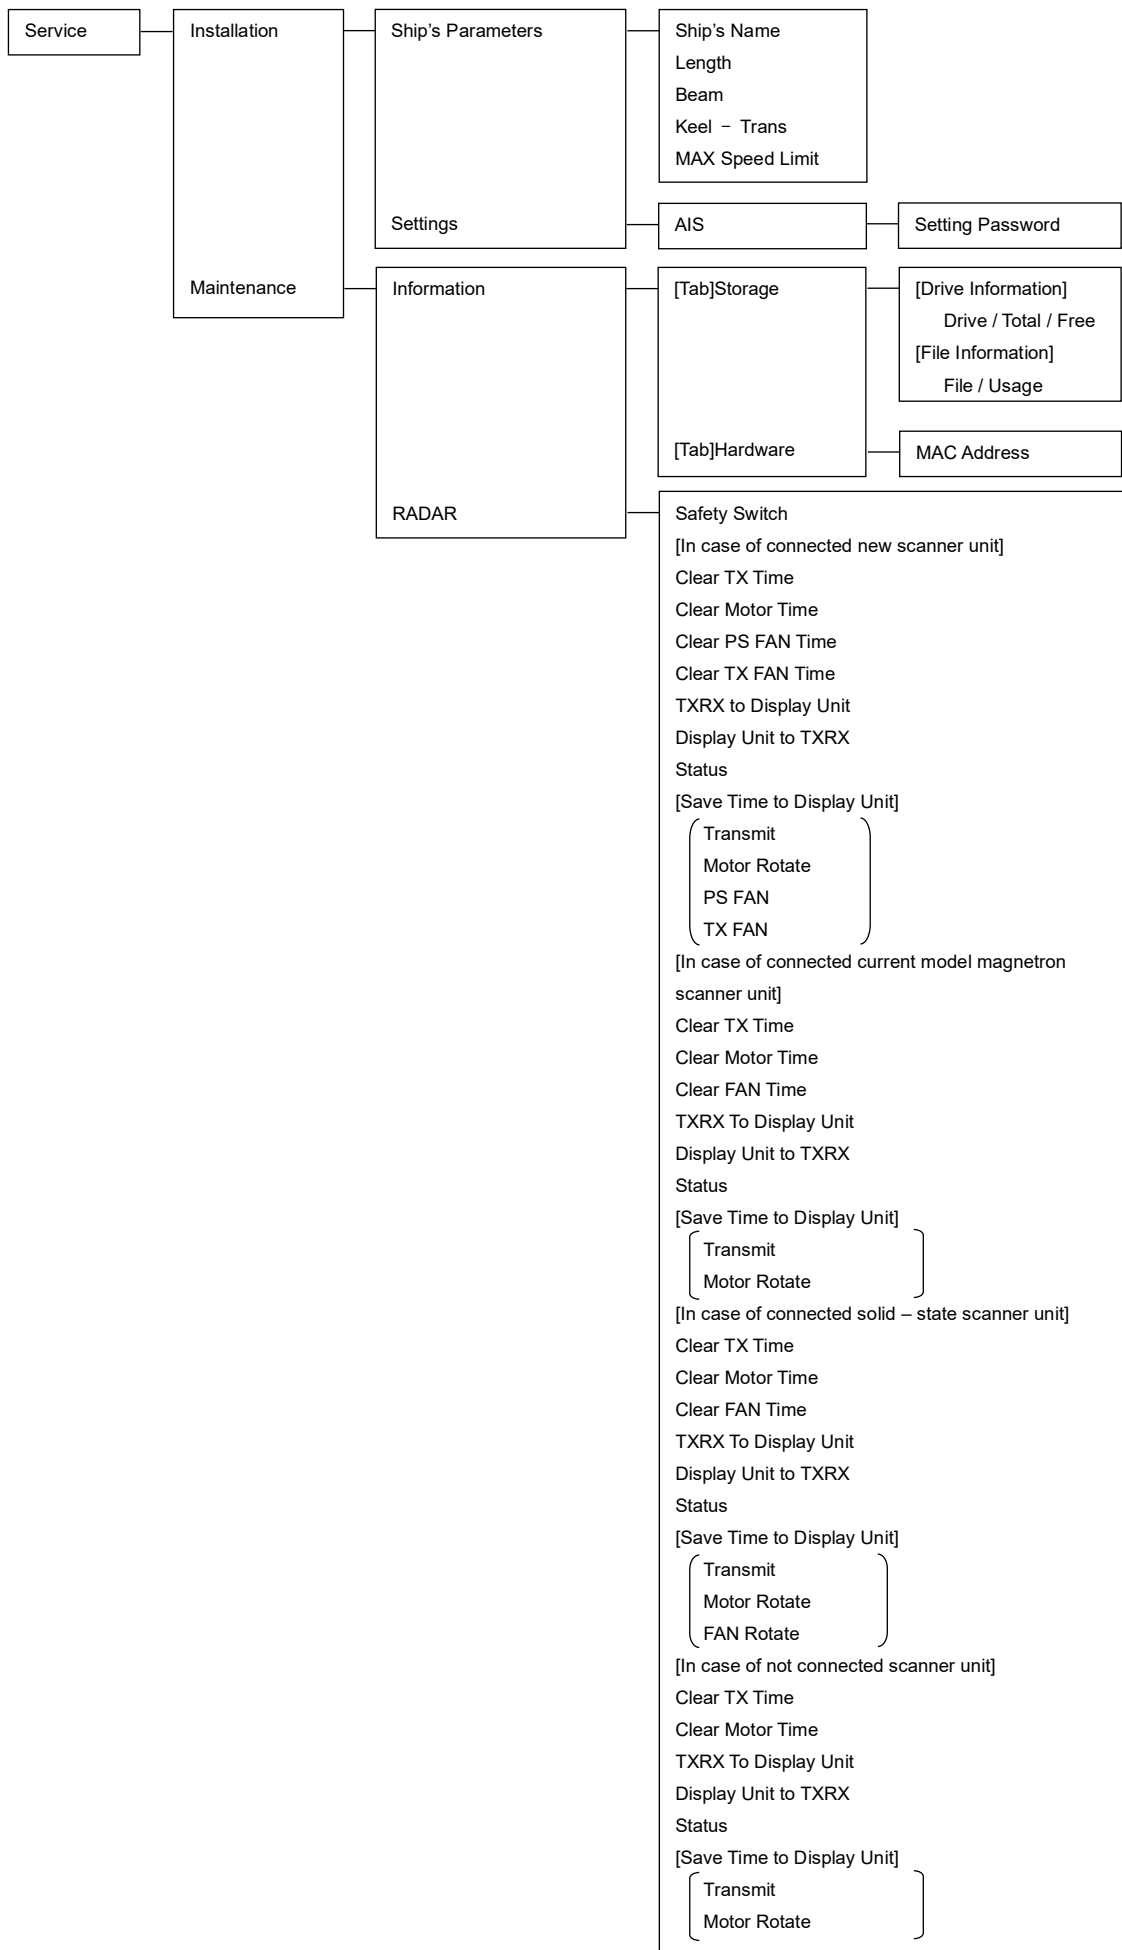 Service
Installation
Maintenance
Ship's Parameters
Settings
Ship's Name
Length
Beam
Keel − Trans
MAX Speed Limit
AIS
Setting Password
Information
RADAR
[Tab]Storage
[Tab]Hardware
[Drive Information]
Drive / Total / Free
[File Information]
File / Usage
MAC Address
Safety Switch
[In case of connected new scanner unit]
Clear TX Time
Clear Motor Time
Clear PS FAN Time
Clear TX FAN Time
TXRX to Display Unit
Display Unit to TXRX
Status
[Save Time to Display Unit]
Transmit
Motor Rotate
PS FAN
TX FAN
[In case of connected current model magnetron
scanner unit]
Clear TX Time
Clear Motor Time
Clear FAN Time
TXRX To Display Unit
Display Unit to TXRX
Status
[Save Time to Display Unit]
Transmit
Motor Rotate
[In case of connected solid – state scanner unit]
Clear TX Time
Clear Motor Time
Clear FAN Time
TXRX To Display Unit
Display Unit to TXRX
Status
[Save Time to Display Unit]
Transmit
Motor Rotate
FAN Rotate
[In case of not connected scanner unit]
Clear TX Time
Clear Motor Time
TXRX To Display Unit
Display Unit to TXRX
Status
[Save Time to Display Unit]
Transmit
Motor Rotate